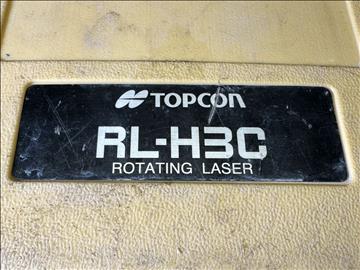 TOPCON
RL-H3C
ROTATING LASER